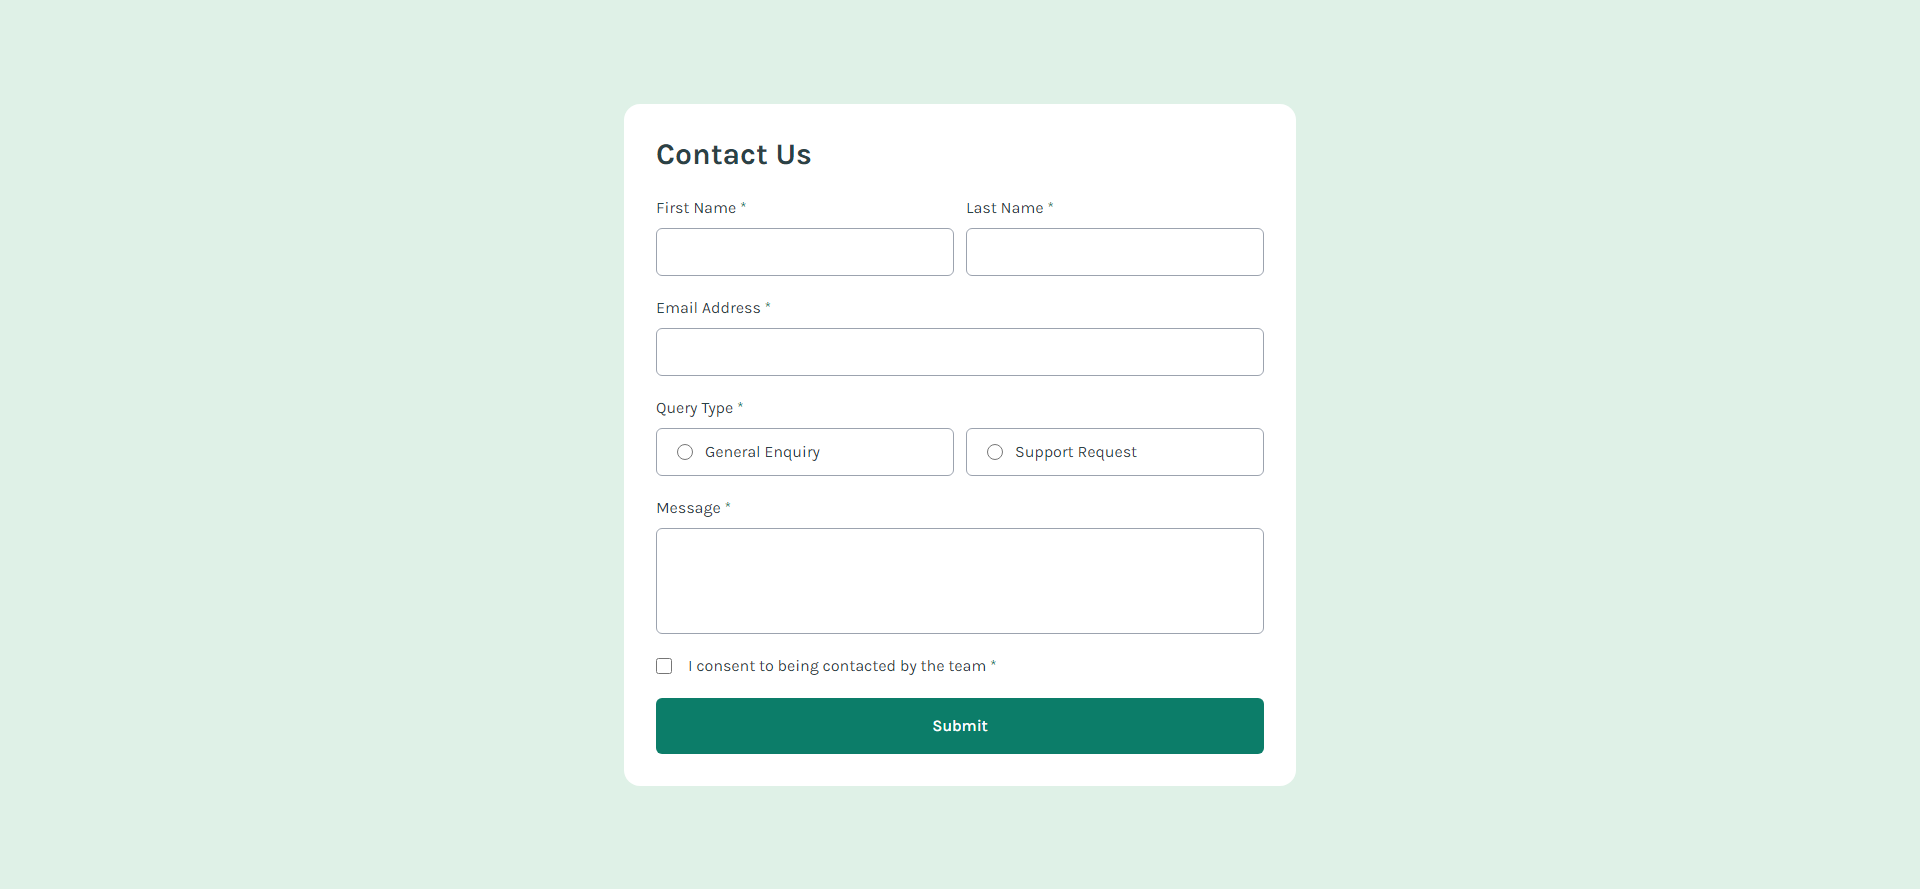 Contact Us
First Name *
Last Name *
Email Address *
Query Type *
General Enquiry
Support Request
Message *
I consent to being contacted by the team *
Submit